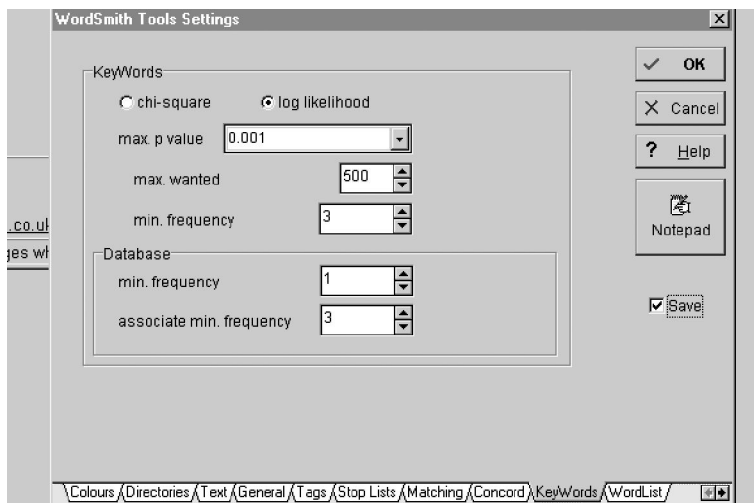 WordSmith Tools Settings
KeyWords
chi-square log likelihood
max. p value 0.001
max. wanted 500
min. frequency 3
Database
min. frequency 1
associate min. frequency 3
OK
Cancel
? Help
Notepad
Save
.co.uk
ges wh
Colours Directories Text General Tags Stop Lists Matching Concord KeyWords WordList